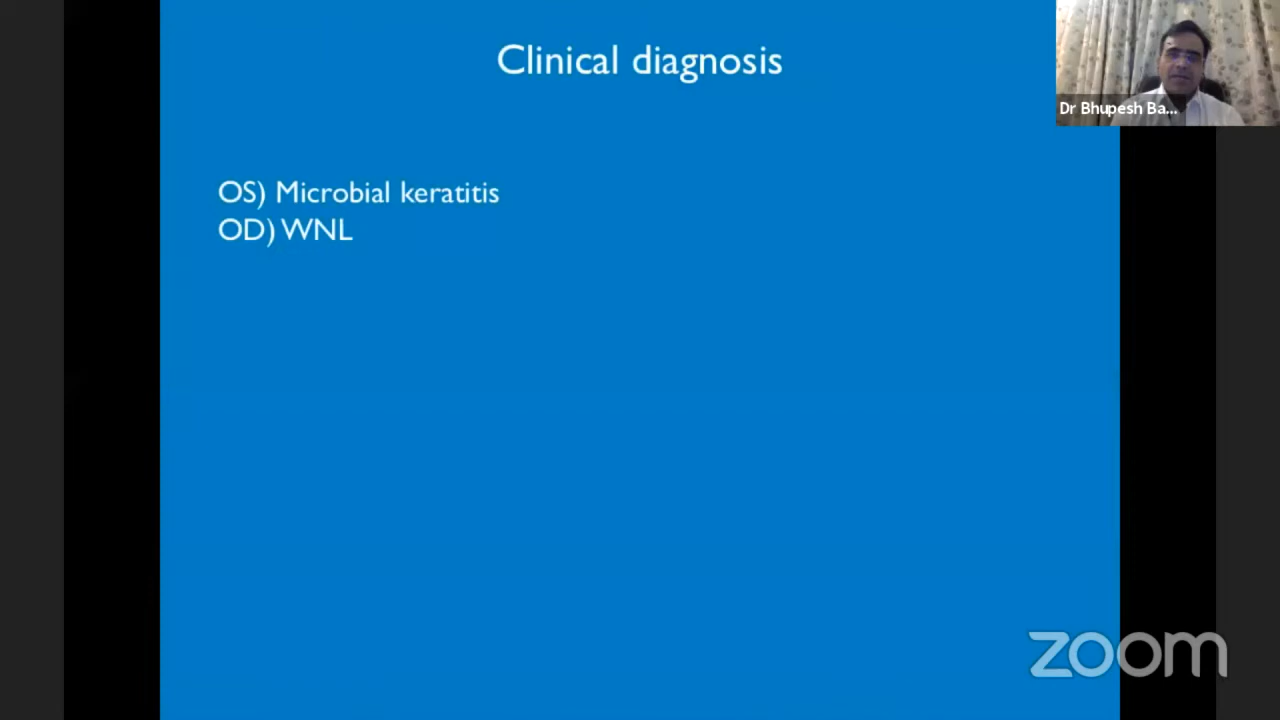 Clinical diagnosis
Dr Bhupesh Ba...
OS) Microbial keratitis
OD) WNL
zoom